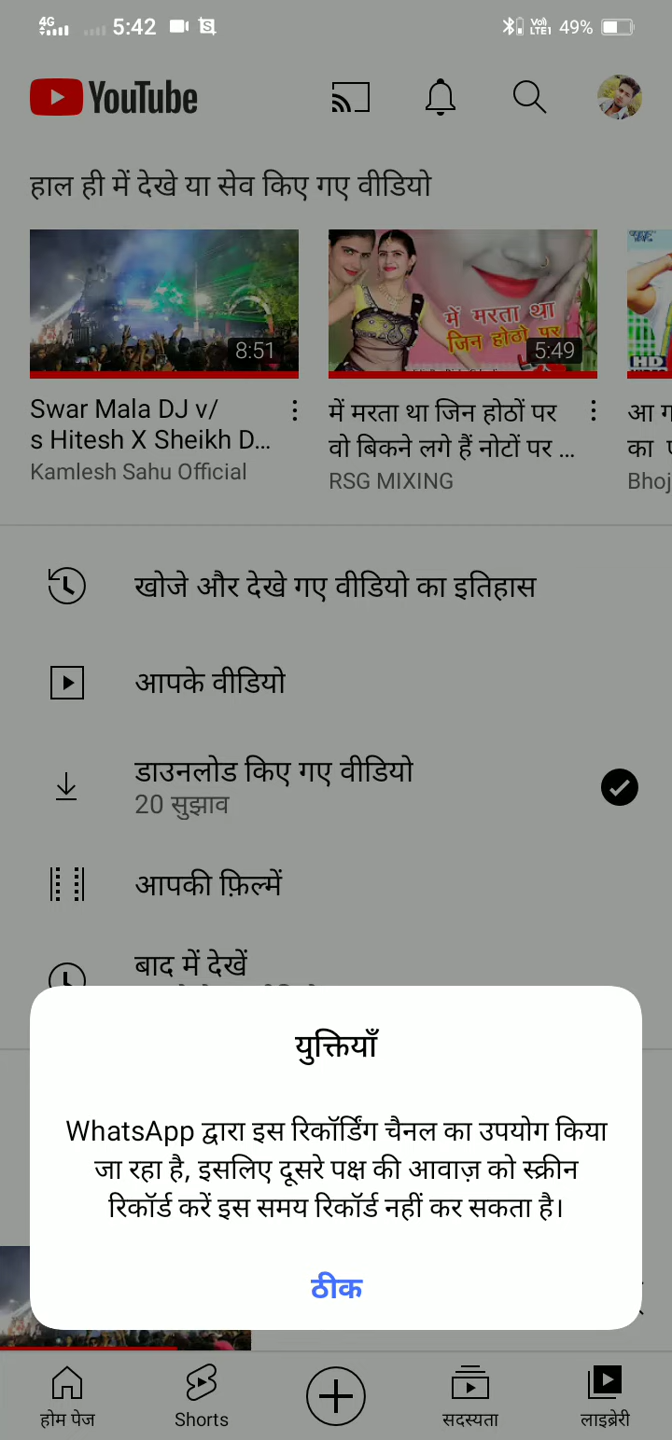 4G 5:42 Vo) LTE1 49%
YouTube
हाल ही में देखे या सेव किए गए वीडियो
में मरता था
जिन होठो पर
8:51
5:49
HD
Swar Mala DJ v/
s Hitesh X Sheikh D...
Kamlesh Sahu Official
में मरता था जिन होठों पर
वो बिकने लगे हैं नोटों पर ...
RSG MIXING
आ
का
Bhoj
खोजे और देखे गए वीडियो का इतिहास
आपके वीडियो
डाउनलोड किए गए वीडियो
20 सुझाव
आपकी फ़िल्में
बाद में देखें
युक्तियाँ
WhatsApp द्वारा इस रिकॉर्डिंग चैनल का उपयोग किया
जा रहा है, इसलिए दूसरे पक्ष की आवाज़ को स्क्रीन
रिकॉर्ड करें इस समय रिकॉर्ड नहीं कर सकता है।
ठीक
होम पेज
Shorts
सदस्यता
लाइब्रेरी